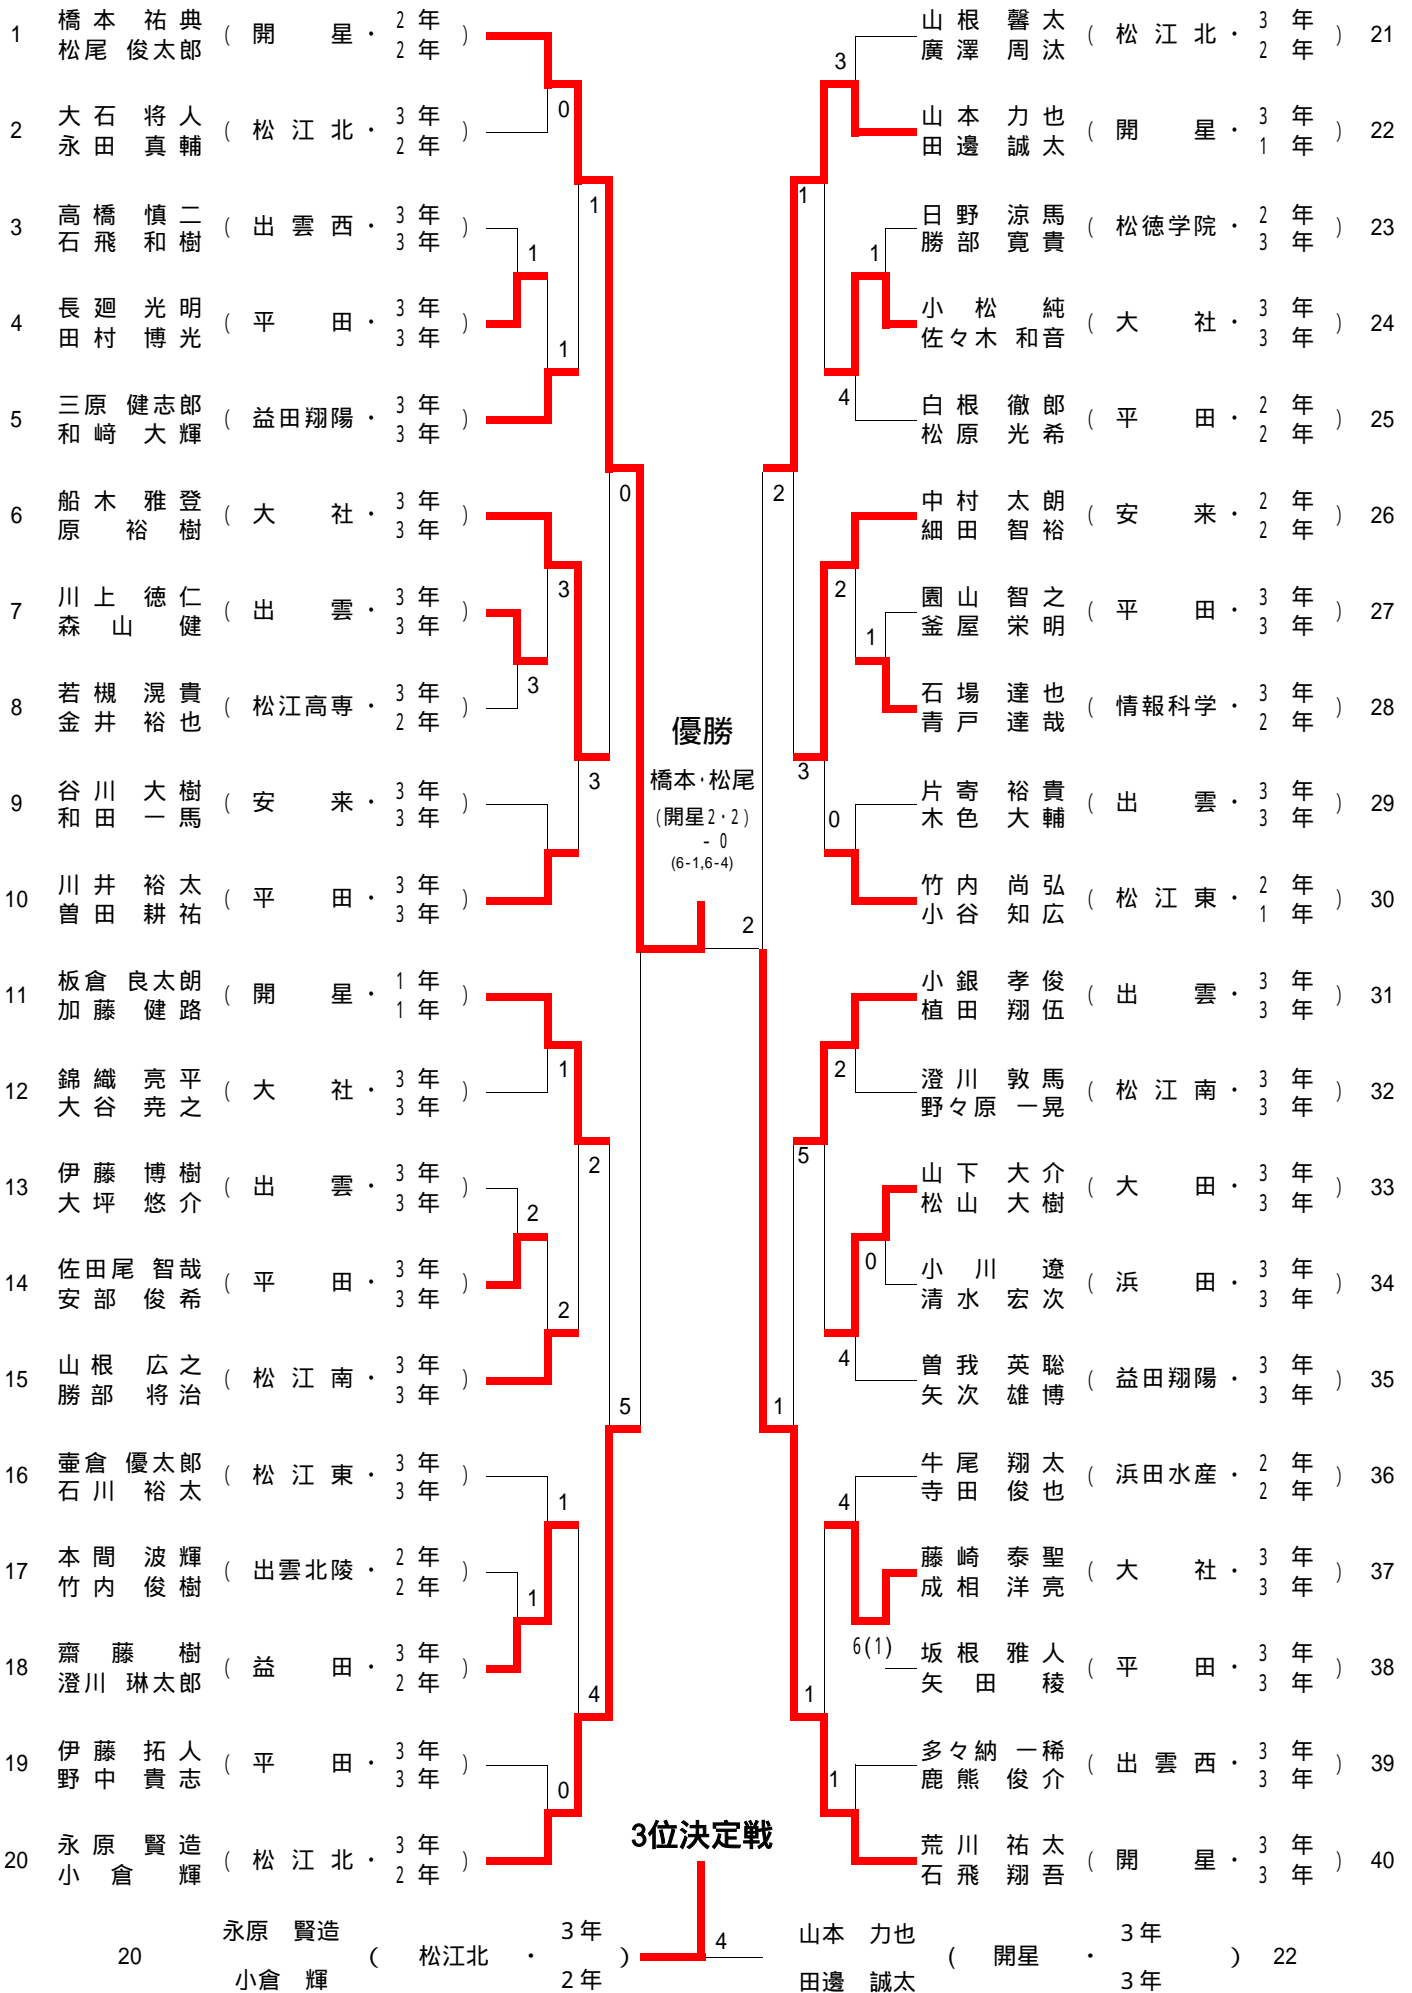 1 橋本 祐典 ( 開 星 ・ 2 年 )
松尾 俊太郎 2 年
2 大石 将人 ( 松 江 北 ・ 3 年 )
永田 真輔 2 年
0
3 高橋 慎二 ( 出 雲 西 ・ 3 年 )
石飛 和樹 3 年
1
1
4 長廻 光明 ( 平 田 ・ 3 年 )
田村 博光 3 年
1
5 三原 健志郎 ( 益田翔陽 ・ 3 年 )
和﨑 大輝 3 年
6 船木 雅登 ( 大 社 ・ 3 年 )
原 裕樹 3 年
0
7 川上 徳仁 ( 出 雲 ・ 3 年 )
森山 健 3 年
3
8 若槻 滉貴 ( 松江高専 ・ 3 年 )
金井 裕也 2 年
3
9 谷川 大樹 ( 安 来 ・ 3 年 )
和田 一馬 3 年
3
10 川井 裕太 ( 平 田 ・ 3 年 )
曽田 耕祐 3 年
11 板倉 良太朗 ( 開 星 ・ 1 年 )
加藤 健路 1 年
12 錦織 亮平 ( 大 社 ・ 3 年 )
大谷 尭之 3 年
1
13 伊藤 博樹 ( 出 雲 ・ 3 年 )
大坪 悠介 3 年
2
2
14 佐田尾 智哉 ( 平 田 ・ 3 年 )
安部 俊希 3 年
2
15 山根 広之 ( 松 江 南 ・ 3 年 )
勝部 将治 3 年
5
16 壷倉 優太郎 ( 松 江 東 ・ 3 年 )
石川 裕太 3 年
1
17 本間 波輝 ( 出雲北陵 ・ 2 年 )
竹内 俊樹 2 年
1
18 齋藤 樹 ( 益 田 ・ 3 年 )
澄川 琳太郎 2 年
4
19 伊藤 拓人 ( 平 田 ・ 3 年 )
野中 貴志 3 年
0
20 永原 賢造 ( 松 江 北 ・ 3 年 )
小倉 輝 2 年
優勝
橋本・松尾
(開星2・2)
- 0
(6-1,6-4)
2
山根 馨太 ( 松 江 北 ・ 3 年 ) 21
廣澤 周汰 2 年
3
山本 力也 ( 開 星 ・ 3 年 ) 22
田邊 誠太 1 年
1
日野 涼馬 ( 松徳学院 ・ 2 年 ) 23
勝部 寛貴 3 年
1
小松 純 ( 大 社 ・ 3 年 ) 24
佐々木 和音 3 年
4
白根 徹郎 ( 平 田 ・ 2 年 ) 25
松原 光希 2 年
2
中村 太朗 ( 安 来 ・ 2 年 ) 26
細田 智裕 2 年
2
園山 智之 ( 平 田 ・ 3 年 ) 27
釜屋 栄明 3 年
1
石場 達也 ( 情報科学 ・ 3 年 ) 28
青戸 達哉 2 年
3
片寄 裕貴 ( 出 雲 ・ 3 年 ) 29
木色 大輔 3 年
0
竹内 尚弘 ( 松 江 東 ・ 2 年 ) 30
小谷 知広 1 年
小銀 孝俊 ( 出 雲 ・ 3 年 ) 31
植田 翔伍 3 年
2
澄川 敦馬 ( 松 江 南 ・ 3 年 ) 32
野々原 一晃 3 年
5
山下 大介 ( 大 田 ・ 3 年 ) 33
松山 大樹 3 年
0
小川 遼 ( 浜 田 ・ 3 年 ) 34
清水 宏次 3 年
4
曽我 英聡 ( 益田翔陽 ・ 3 年 ) 35
矢次 雄博 3 年
1
牛尾 翔太 ( 浜田水産 ・ 2 年 ) 36
寺田 俊也 2 年
4
藤崎 泰聖 ( 大 社 ・ 3 年 ) 37
成相 洋亮 3 年
6(1)
坂根 雅人 ( 平 田 ・ 3 年 ) 38
矢田 稜 3 年
1
多々納 一稀 ( 出 雲 西 ・ 3 年 ) 39
鹿熊 俊介 3 年
1
荒川 祐太 ( 開 星 ・ 3 年 ) 40
石飛 翔吾 3 年
3位決定戦
20 永原 賢造 ( 松江北 ・ 3 年 )
小倉 輝 2 年
4
山本 力也 ( 開星 ・ 3 年 ) 22
田邊 誠太 3 年